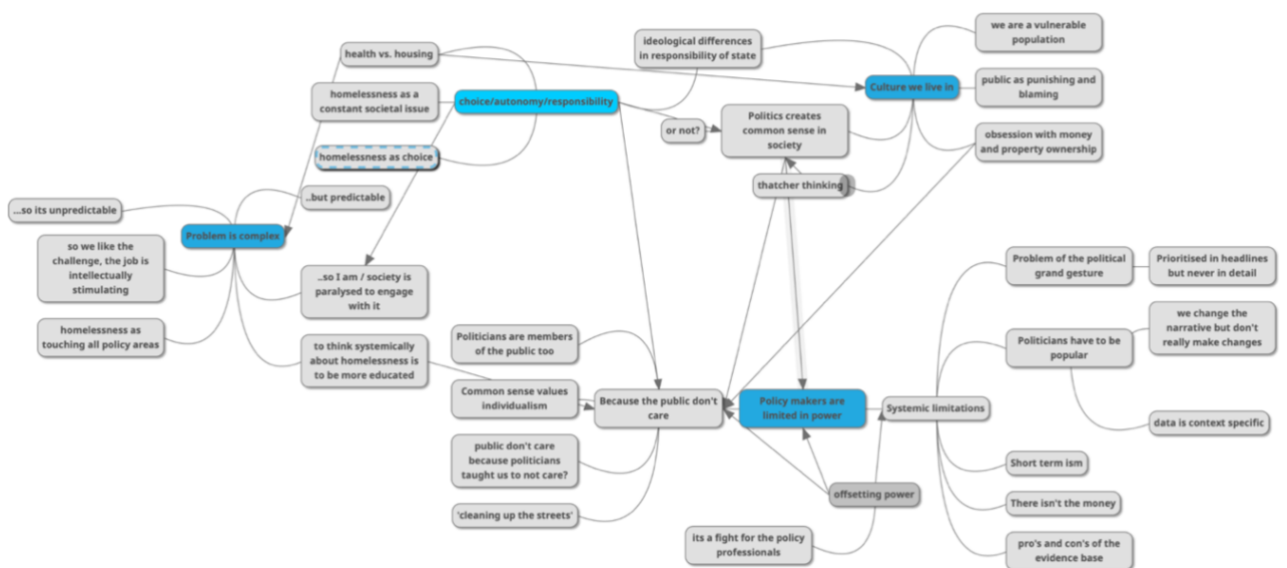 we are a vulnerable
population
ideological differences
in responsibility of state
health vs. housing
public as punishing and
blaming
Culture we live in
homelessness as a
constant societal issue
choice/autonomy/responsibility
Politics creates
common sense in
society
or not?
obsession with money
and property ownership
homelessness as choice
thatcher thinking
..but predictable
...so its unpredictable
Problem is complex
so we like the
challenge, the job is
intellectually
stimulating
..so I am / society is
paralysed to engage
with it
homelessness as
touching all policy areas
to think systemically
about homelessness is
to be more educated
Problem of the political
grand gesture
Prioritised in headlines
but never in detail
we change the
narrative but don't
really make changes
Politicians have to be
popular
data is context specific
Politicians are members
of the public too
Common sense values
individualism
Because the public don't
care
Policy makers are
limited in power
Systemic limitations
public don't care
because politicians
taught us to not care?
Short term ism
offsetting power
There isn't the money
'cleaning up the streets'
its a fight for the policy
professionals
pro's and con's of the
evidence base